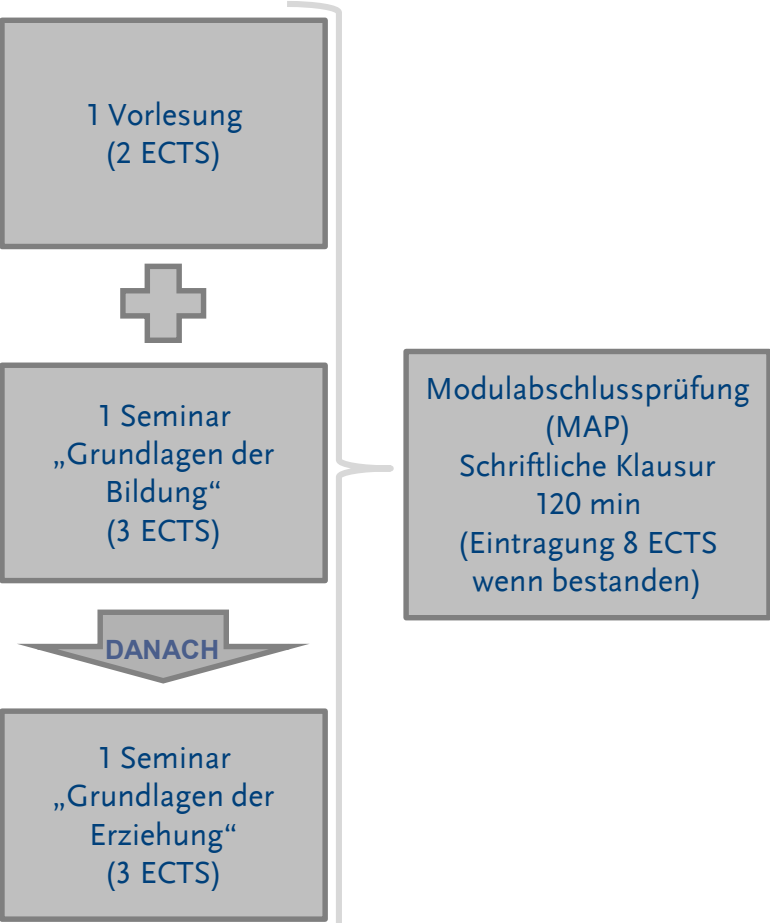 1 Vorlesung
(2 ECTS)
1 Seminar
„Grundlagen der
Bildung“
(3 ECTS)
DANACH
1 Seminar
„Grundlagen der
Erziehung“
(3 ECTS)
Modulabschlussprüfung
(MAP)
Schriftliche Klausur
120 min
(Eintragung 8 ECTS
wenn bestanden)